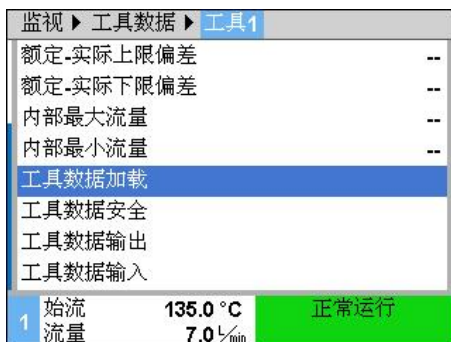 监视 ▶ 工具数据 ▶ 工具1
额定-实际上限偏差 --
额定-实际下限偏差 --
内部最大流量 --
内部最小流量 --
工具数据加载
工具数据安全
工具数据输出
工具数据输入
1 始流 135.0 °C 正常运行
流量 7.0 L/min